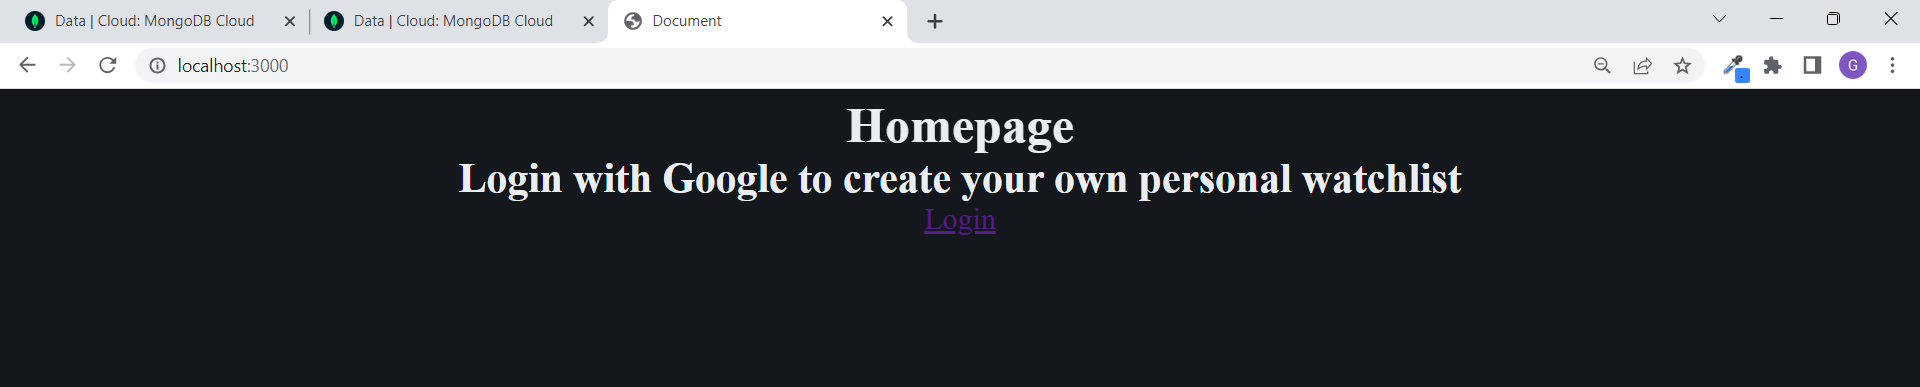 Data | Cloud: MongoDB Cloud
Data | Cloud: MongoDB Cloud
Document
localhost:3000
G
Homepage
Login with Google to create your own personal watchlist
Login